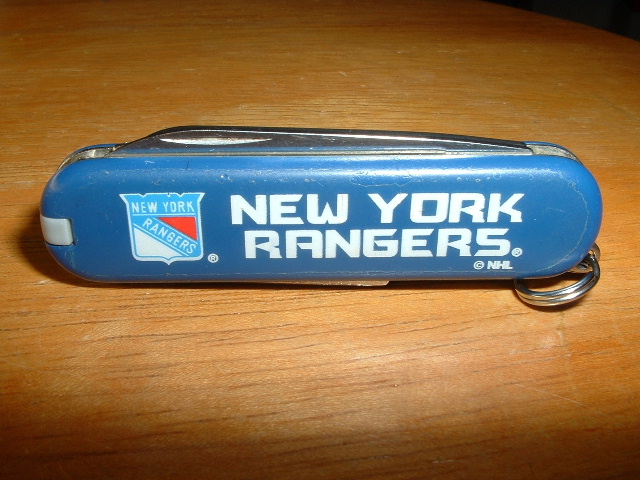 NEW YORK
RANGERS
®
NEW YORK
RANGERS®
© NHL